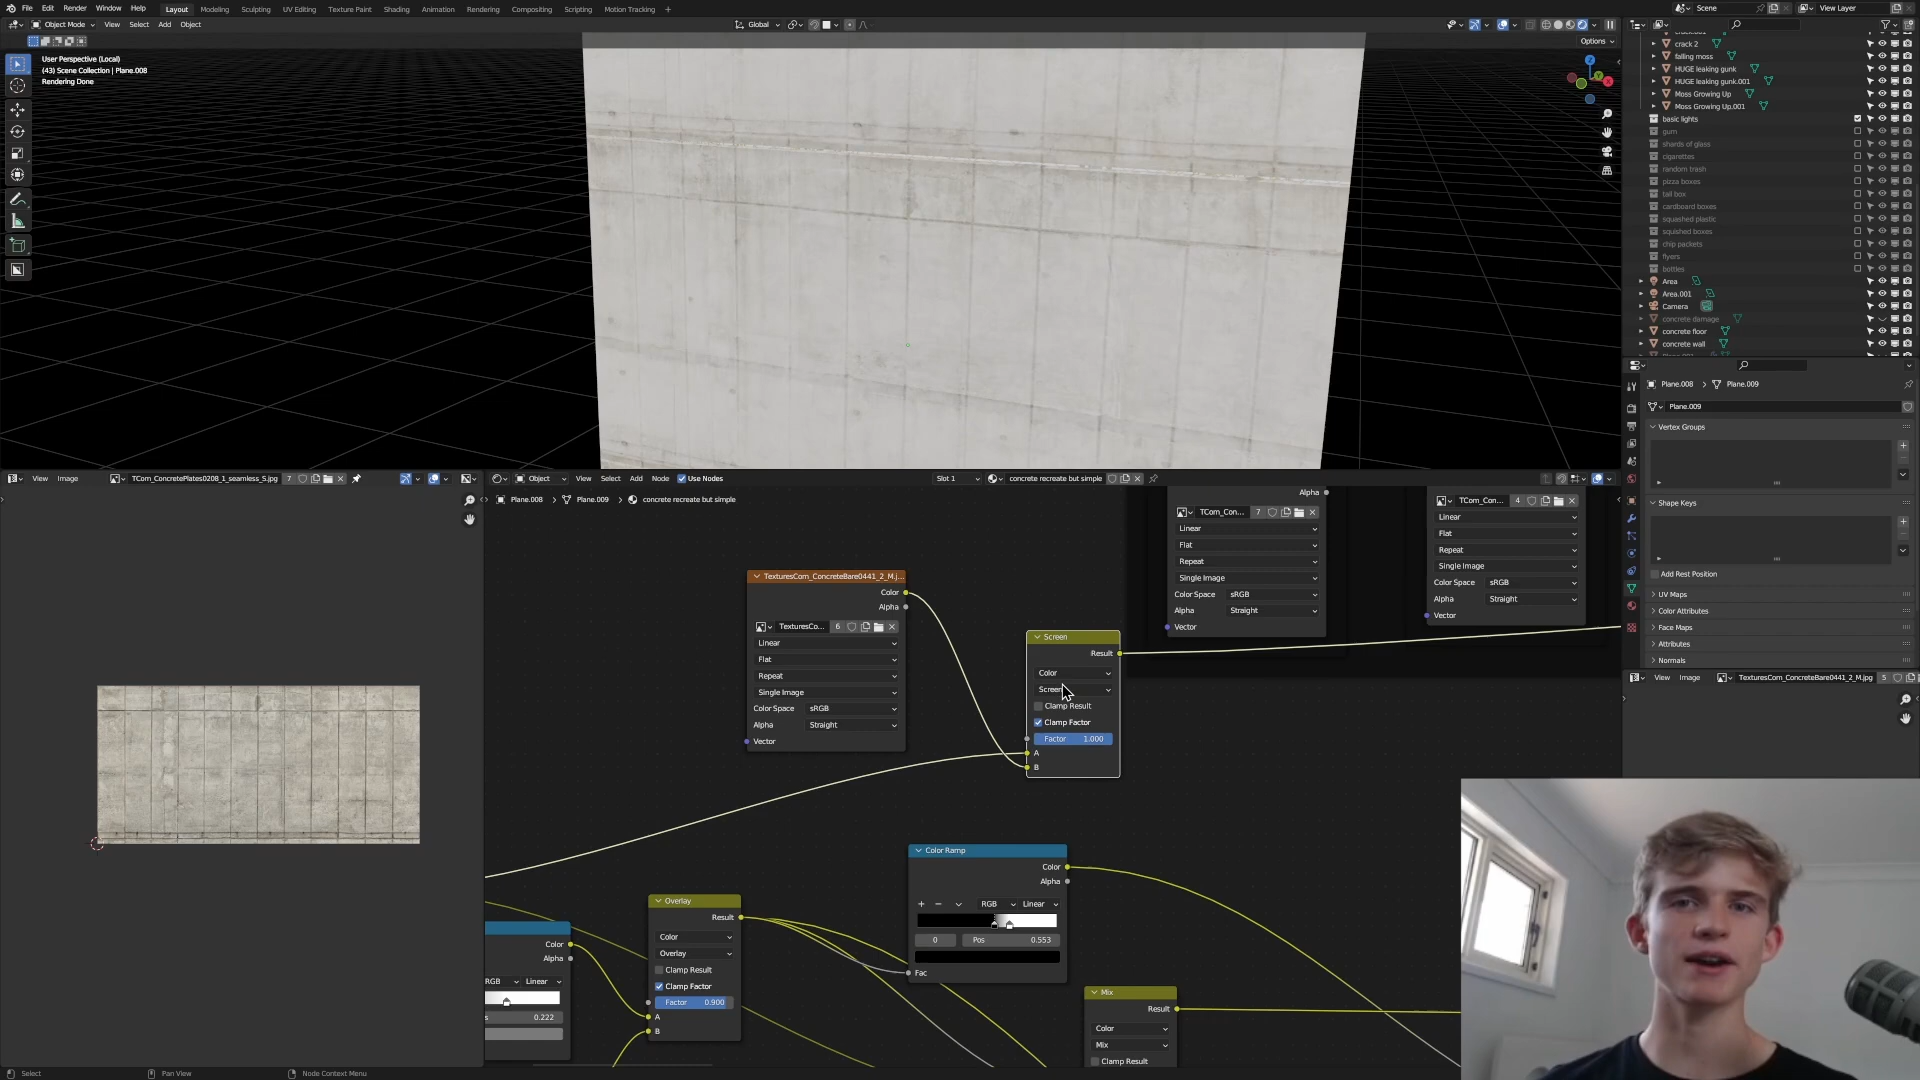 File Edit Render Window Help Layout Modeling Sculpting UV Editing Texture Paint Shading Animation Rendering Compositing Geometry Nodes Scripting Motion Tracking + Scene View Layer
Object Mode View Select Add Object Global
Options
User Perspective (Local)
(43) Scene Collection | Plane.008
Rendering Done
crack 2
falling moss
HUGE leaking gunk
HUGE leaking gunk.001
Moss Growing Up
Moss Growing Up.001
basic lights
gum
shards of glass
cigarettes
random trash
pizza boxes
tall box
cardboard boxes
squashed plastic
squished boxes
chip packets
flyers
bottles
Area
Area.001
Camera
concrete damage
concrete floor
concrete wall
Plane.008 > Plane.009
Plane.009
Vertex Groups
Shape Keys
Add Rest Position
UV Maps
Color Attributes
Face Maps
Attributes
Normals
View Image TexturesCom_ConcreteBare0441_2_M.jpg 5
View Image TCom_ConcretePlates0208_1_seamless_S.jpg 7
Object View Select Add Node Use Nodes Slot 1 concrete recreate but simple
Plane.008 > Plane.009 > concrete recreate but simple
TexturesCom_ConcreteBare0441_2_M.j...
Color
Alpha
TexturesCo... 6
Linear
Flat
Repeat
Single Image
Color Space sRGB
Alpha Straight
Vector
Screen
Result
Color
Screen
Clamp Result
Clamp Factor
Factor 1.000
A
B
Alpha
TCom_Con... 7
Linear
Flat
Repeat
Single Image
Color Space sRGB
Alpha Straight
Vector
TCom_Con... 4
Linear
Flat
Repeat
Single Image
Color Space sRGB
Alpha Straight
Vector
Color
Alpha
RGB Linear
0.222
Overlay
Result
Color
Overlay
Clamp Result
Clamp Factor
Factor 0.900
A
B
Color Ramp
Color
Alpha
+ − RGB Linear
0 Pos 0.553
Fac
Mix
Result
Color
Mix
Clamp Result
Select Pan View Node Context Menu